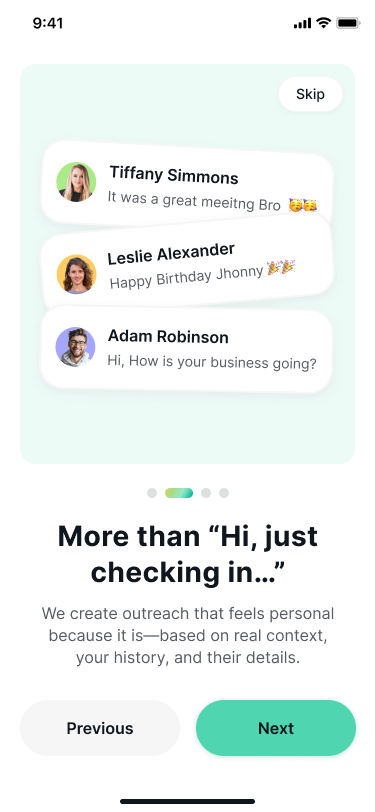 9:41
Skip
Tiffany Simmons
It was a great meeitng Bro 🥳🥳
Leslie Alexander
Happy Birthday Jhonny 🎉🎉
Adam Robinson
Hi, How is your business going?
More than “Hi, just
checking in…”
We create outreach that feels personal
because it is—based on real context,
your history, and their details.
Previous
Next